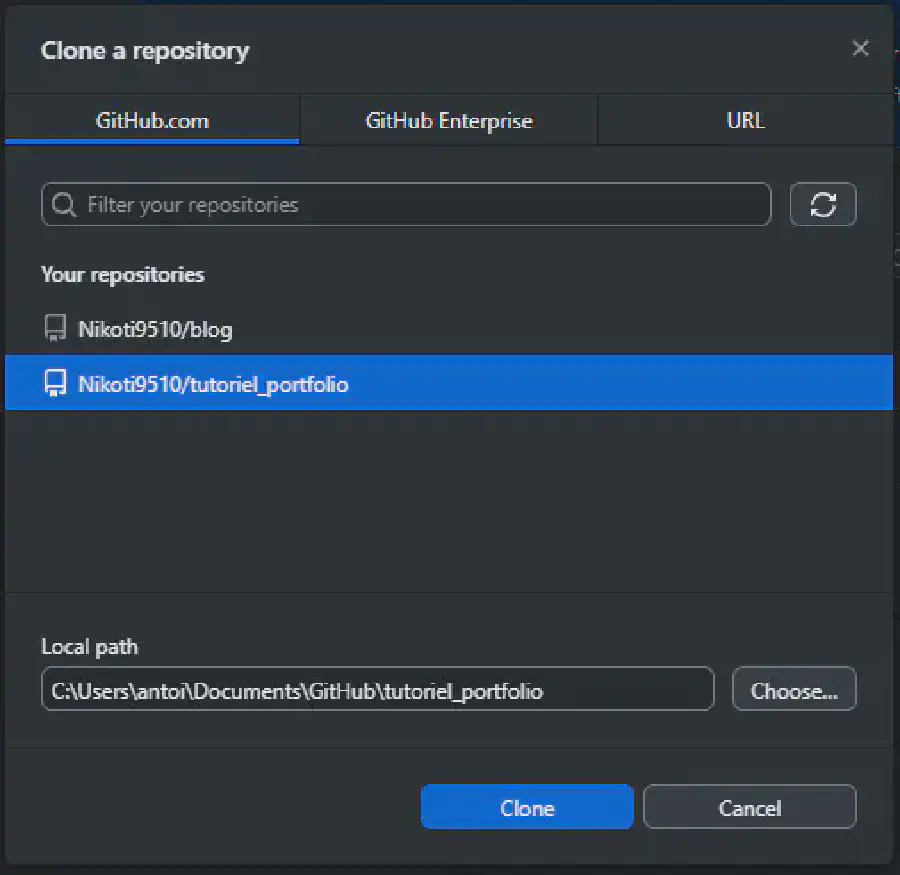 Clone a repository
GitHub.com
GitHub Enterprise
URL
Filter your repositories
Your repositories
Nikoti9510/blog
Nikoti9510/tutoriel_portfolio
Local path
C:\Users\antoi\Documents\GitHub\tutoriel_portfolio
Choose...
Clone
Cancel